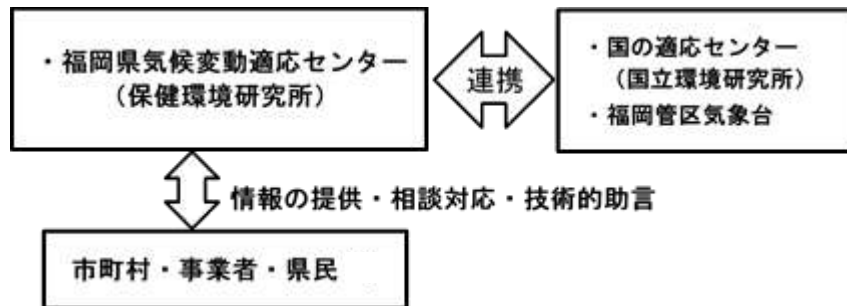 ・福岡県気候変動適応センター
（保健環境研究所）
連携
・国の適応センター
（国立環境研究所）
・福岡管区気象台
情報の提供・相談対応・技術的助言
市町村・事業者・県民